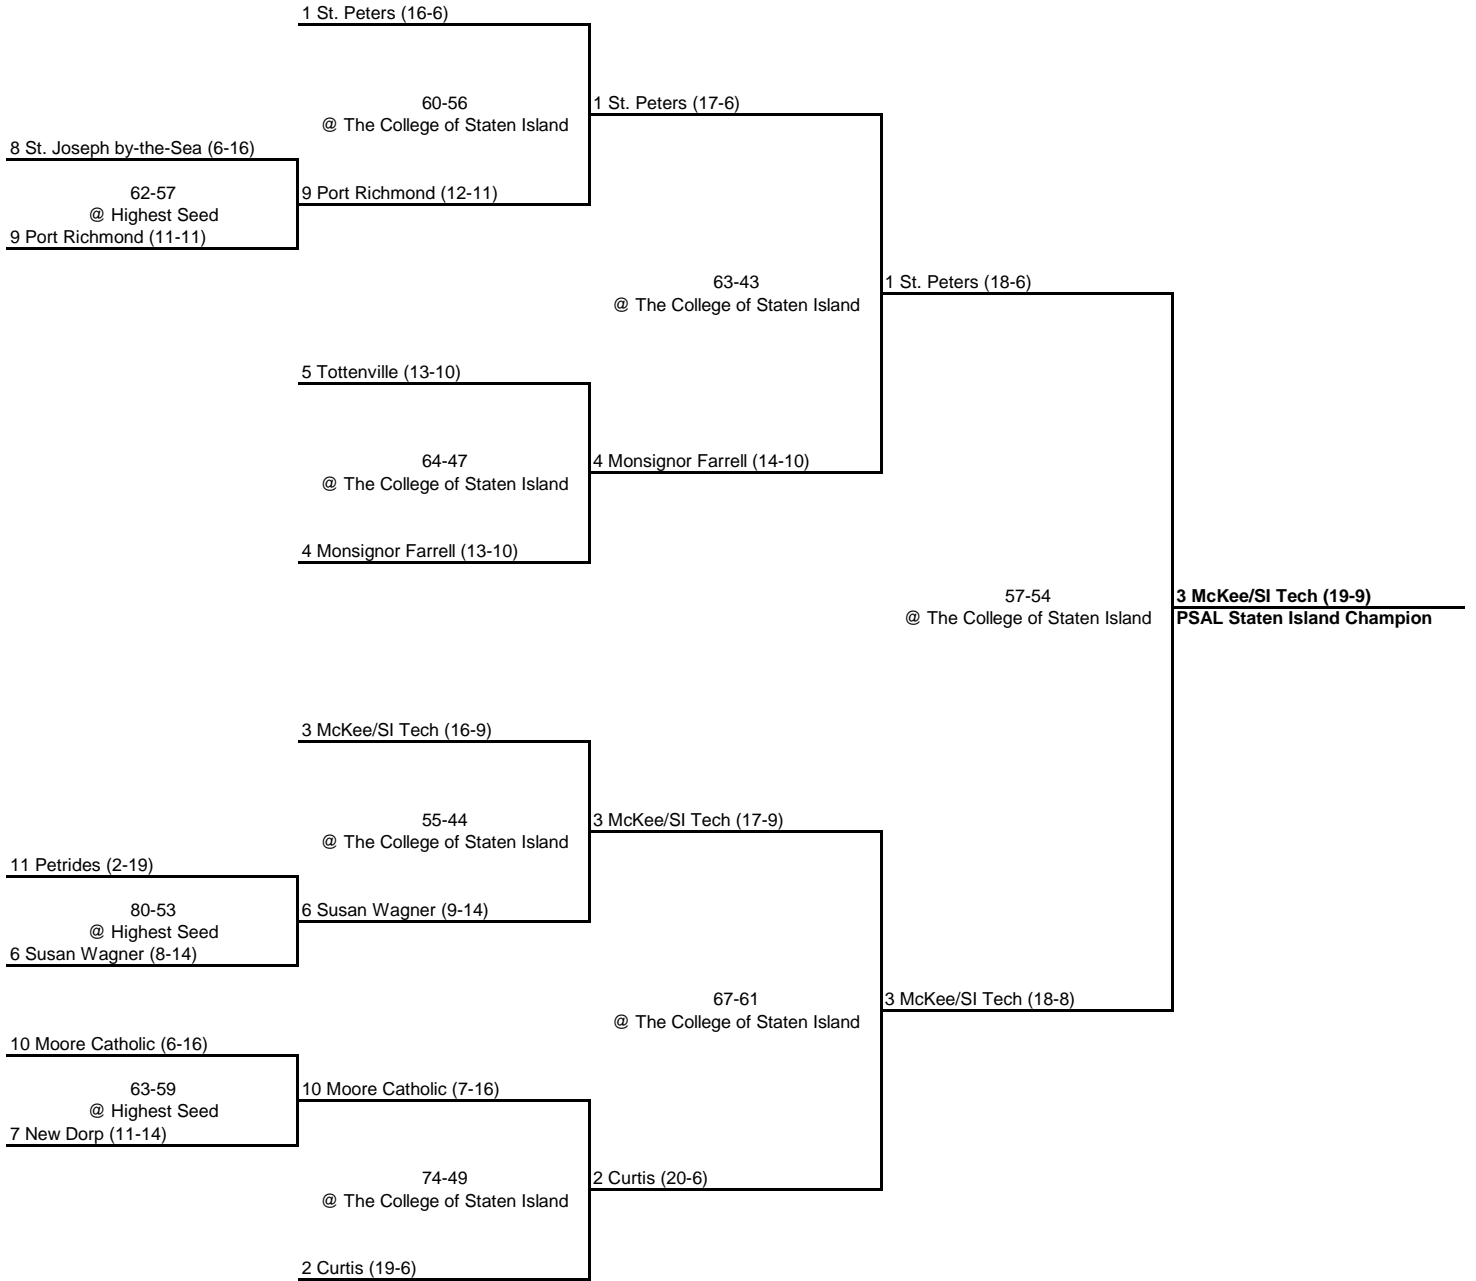 1 St. Peters (16-6)
60-56
@ The College of Staten Island
1 St. Peters (17-6)
8 St. Joseph by-the-Sea (6-16)
62-57
@ Highest Seed
9 Port Richmond (11-11)
9 Port Richmond (12-11)
63-43
@ The College of Staten Island
1 St. Peters (18-6)
5 Tottenville (13-10)
64-47
@ The College of Staten Island
4 Monsignor Farrell (14-10)
4 Monsignor Farrell (13-10)
57-54
@ The College of Staten Island
3 McKee/SI Tech (19-9)
PSAL Staten Island Champion
3 McKee/SI Tech (16-9)
55-44
@ The College of Staten Island
3 McKee/SI Tech (17-9)
11 Petrides (2-19)
80-53
@ Highest Seed
6 Susan Wagner (8-14)
6 Susan Wagner (9-14)
67-61
@ The College of Staten Island
3 McKee/SI Tech (18-8)
10 Moore Catholic (6-16)
63-59
@ Highest Seed
7 New Dorp (11-14)
10 Moore Catholic (7-16)
74-49
@ The College of Staten Island
2 Curtis (20-6)
2 Curtis (19-6)